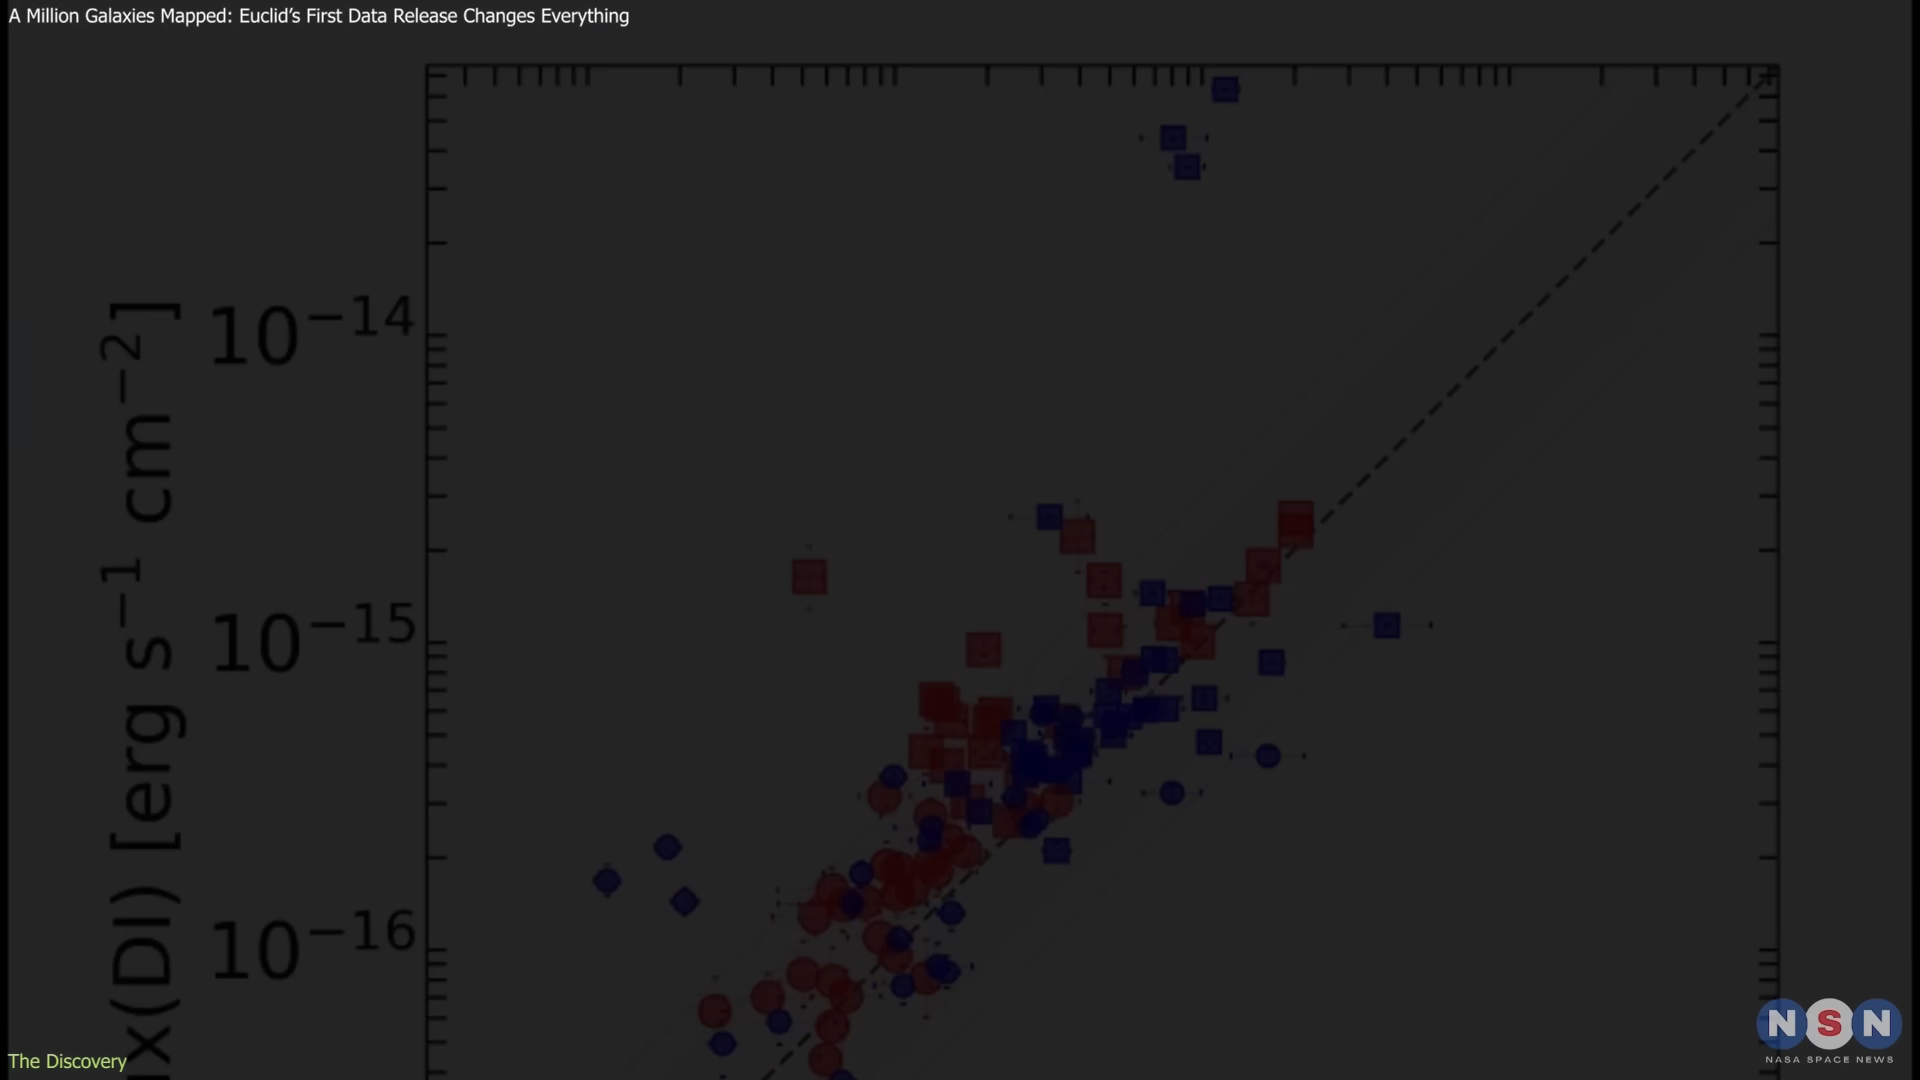 A Million Galaxies Mapped: Euclid’s First Data Release Changes Everything
10−14
10−15
10−16
ix(DI) [erg s−1 cm−2]
The Discovery
NSN
NASA SPACE NEWS